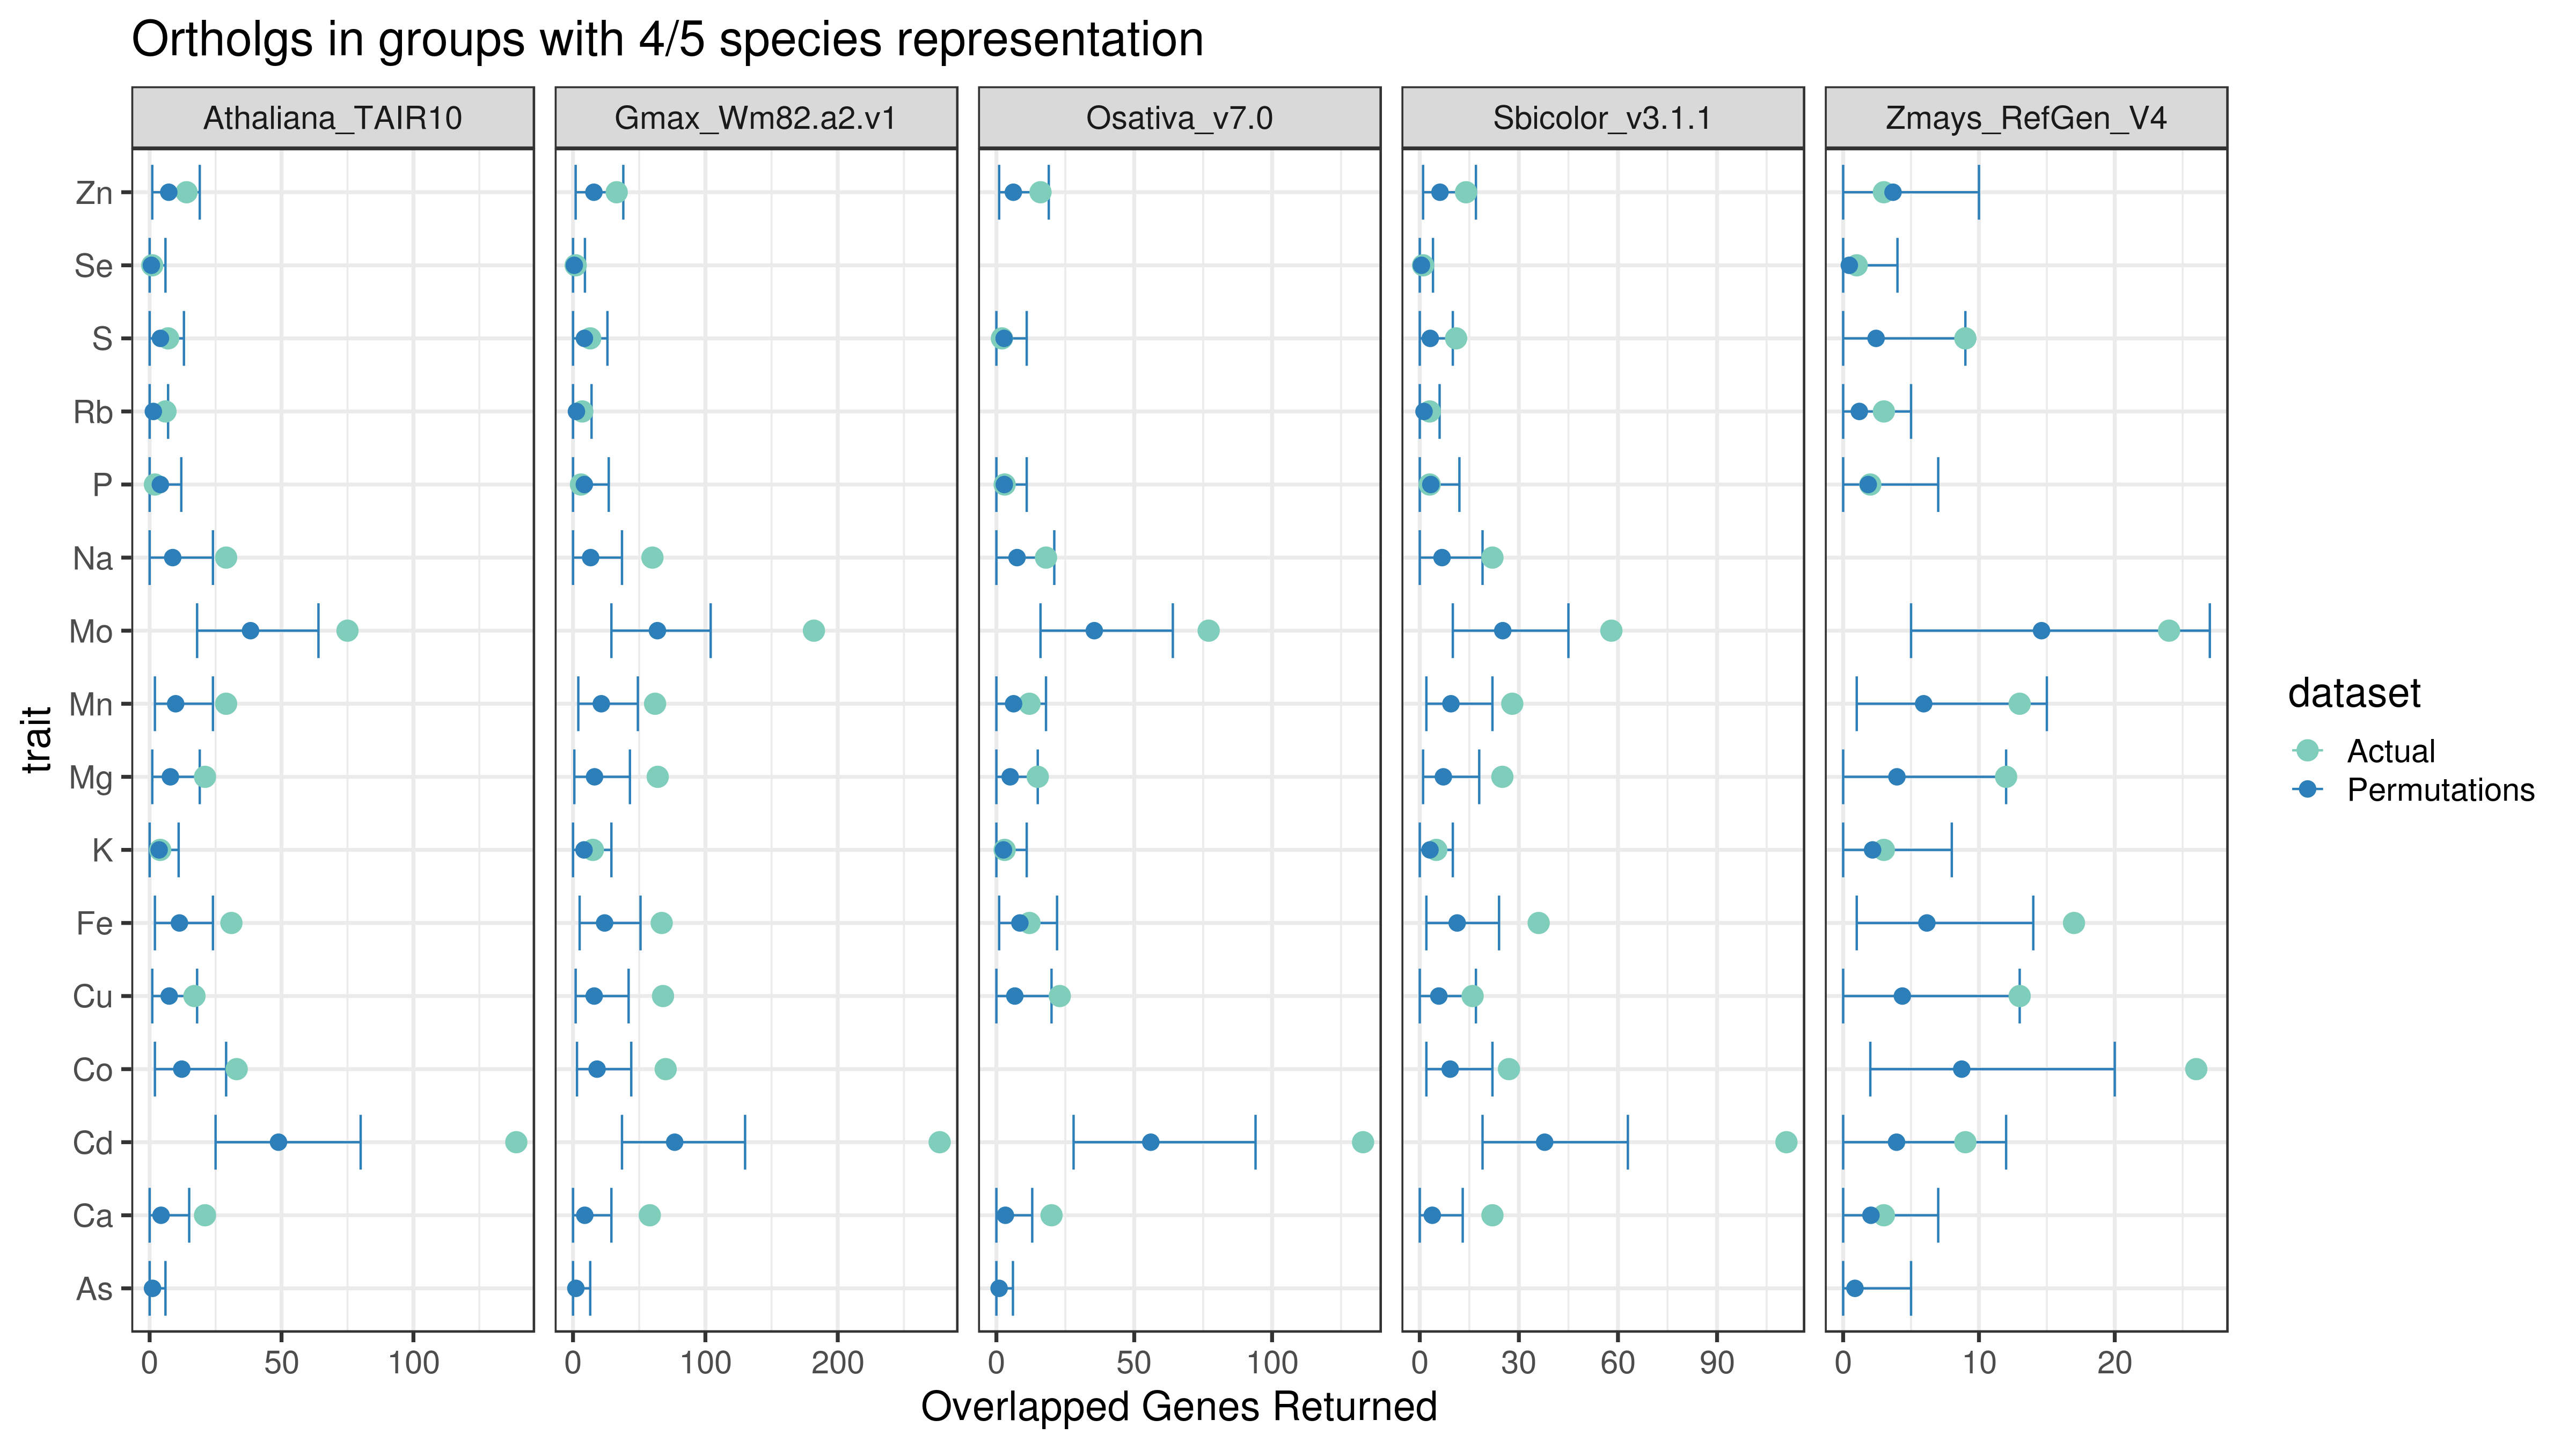 Ortholgs in groups with 4/5 species representation
Athaliana_TAIR10
Gmax_Wm82.a2.v1
Osativa_v7.0
Sbicolor_v3.1.1
Zmays_RefGen_V4
trait
Zn
Se
S
Rb
P
Na
Mo
Mn
Mg
K
Fe
Cu
Co
Cd
Ca
As
0 50 100
0 100 200
0 50 100
0 30 60 90
0 10 20
Overlapped Genes Returned
dataset
Actual
Permutations